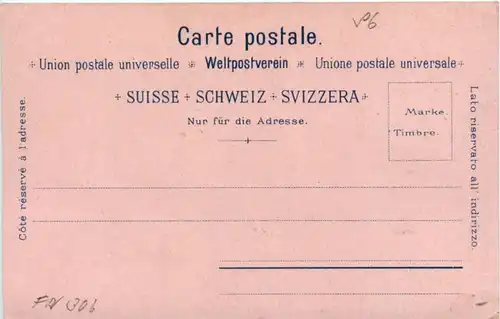 Carte postale.
+ Union postale universelle * Weltpostverein * Unione postale universale +
+ SUISSE + SCHWEIZ + SVIZZERA +
Nur für die Adresse.
Marke.
Timbre.
Côté réservé à l'adresse.
Lato riservato all' indirizzo.